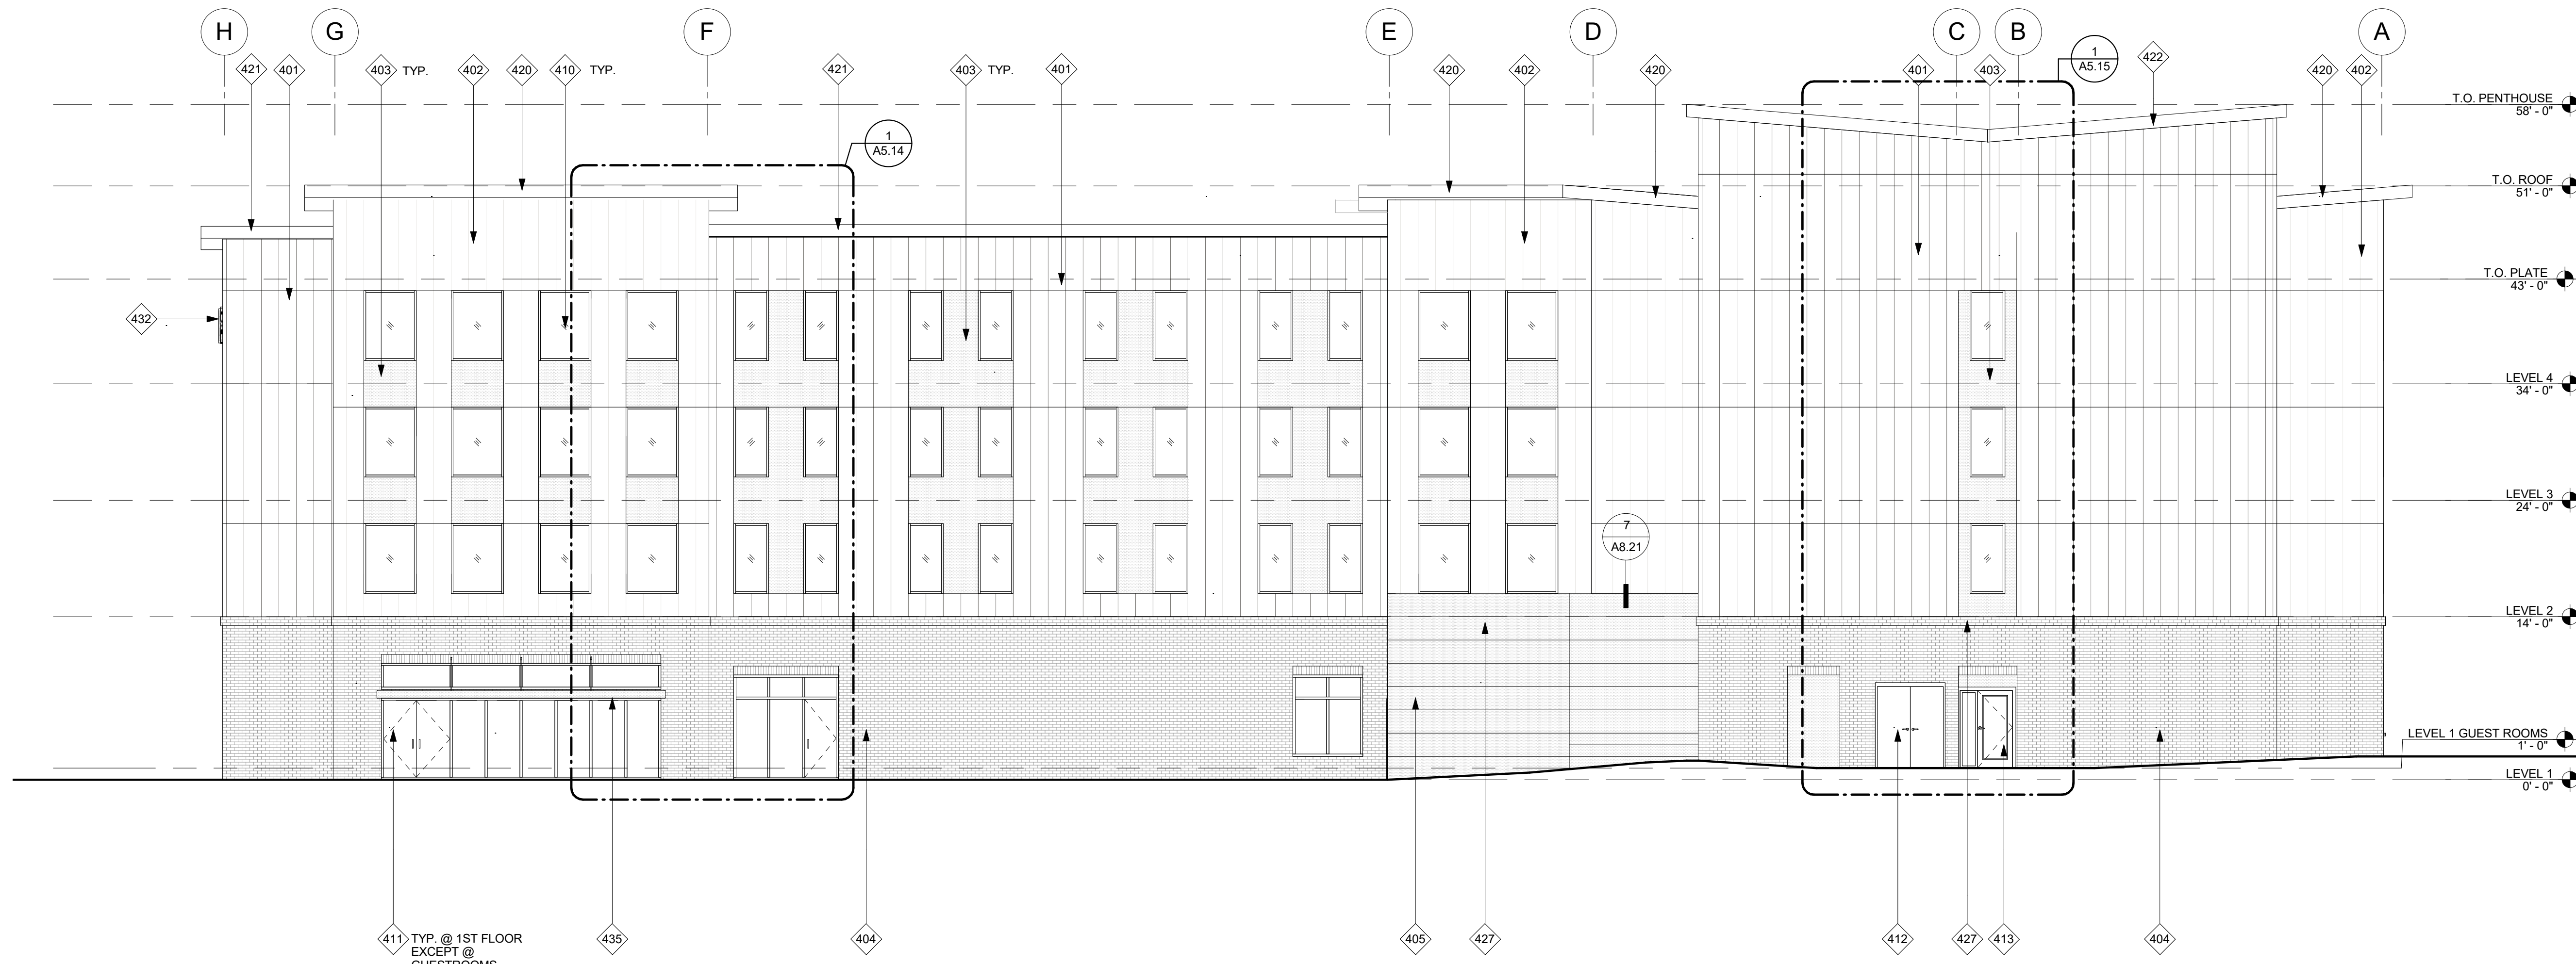 H
G
F
E
D
C
B
A
421
401
403 TYP.
402
420
410 TYP.
421
403 TYP.
401
420
402
420
401
403
1
A5.15
422
420
402
T.O. PENTHOUSE
58' - 0"
1
A5.14
T.O. ROOF
51' - 0"
T.O. PLATE
43' - 0"
432
LEVEL 4
34' - 0"
LEVEL 3
24' - 0"
7
A8.21
LEVEL 2
14' - 0"
LEVEL 1 GUEST ROOMS
1' - 0"
LEVEL 1
0' - 0"
411 TYP. @ 1ST FLOOR
EXCEPT @
435
404
405
427
412
427
413
404